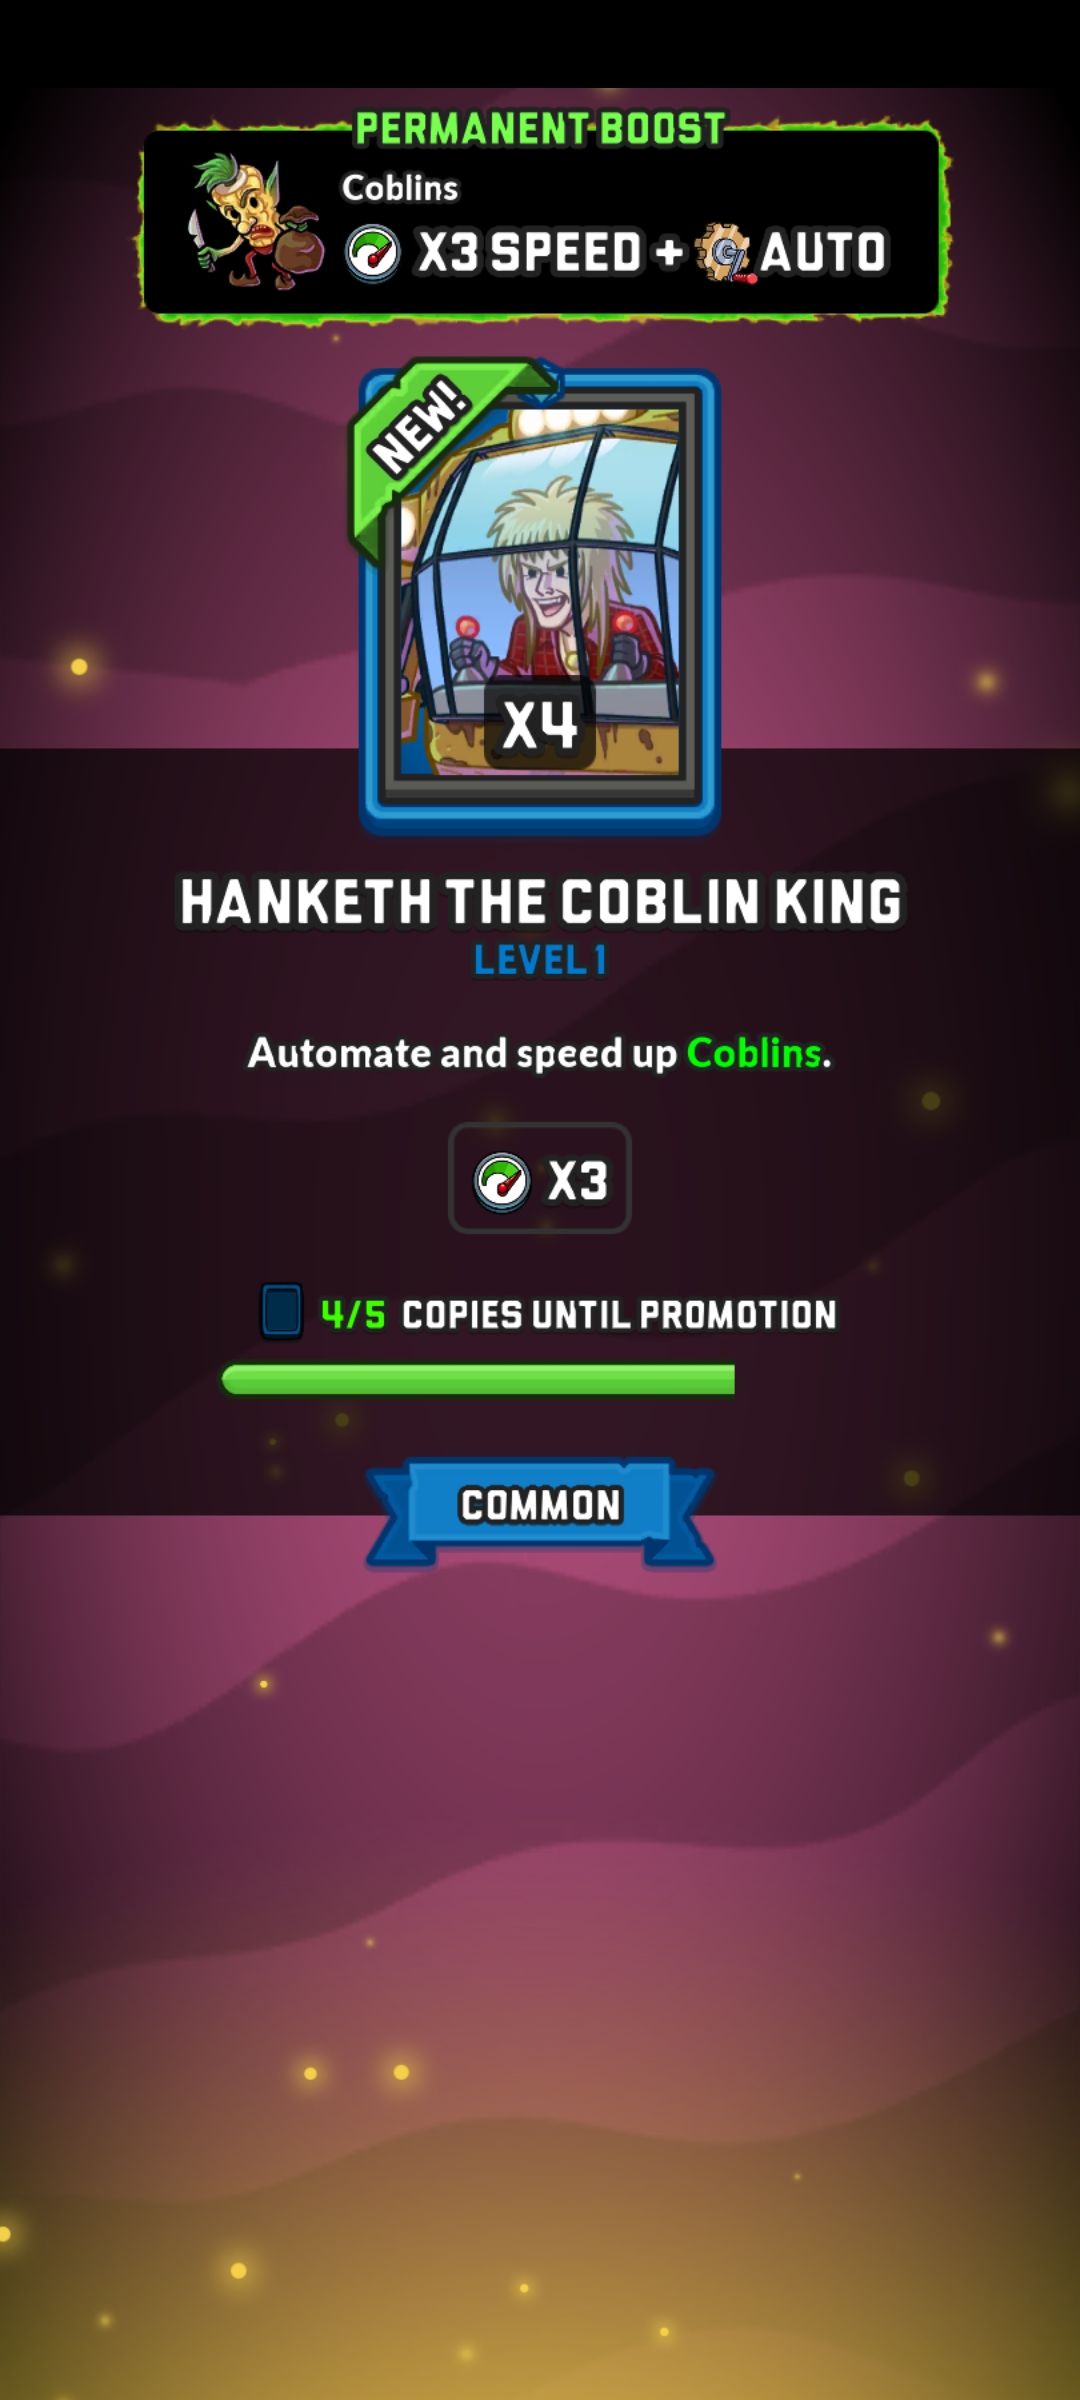 PERMANENT BOOST
Coblins
X3 SPEED + AUTO
NEW!
X4
HANKETH THE COBLIN KING
LEVEL 1
Automate and speed up Coblins.
X3
4/5 COPIES UNTIL PROMOTION
COMMON